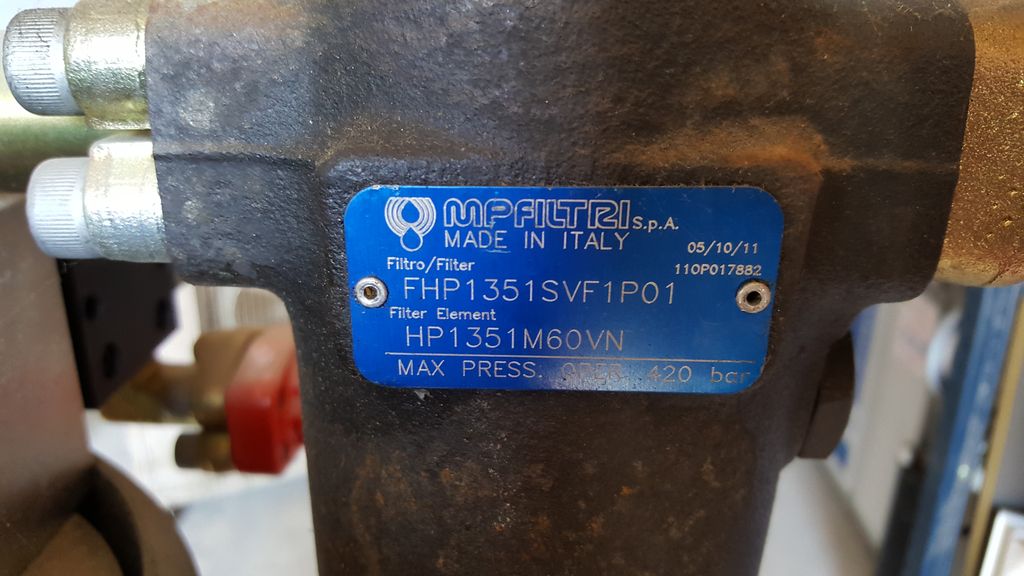 MPFILTRI S.p.A.
MADE IN ITALY
05/10/11
110P017882
Filtro/Filter
FHP1351SVF1P01
Filter Element
HP1351M60VN
MAX PRESS. OPER. 420 bar